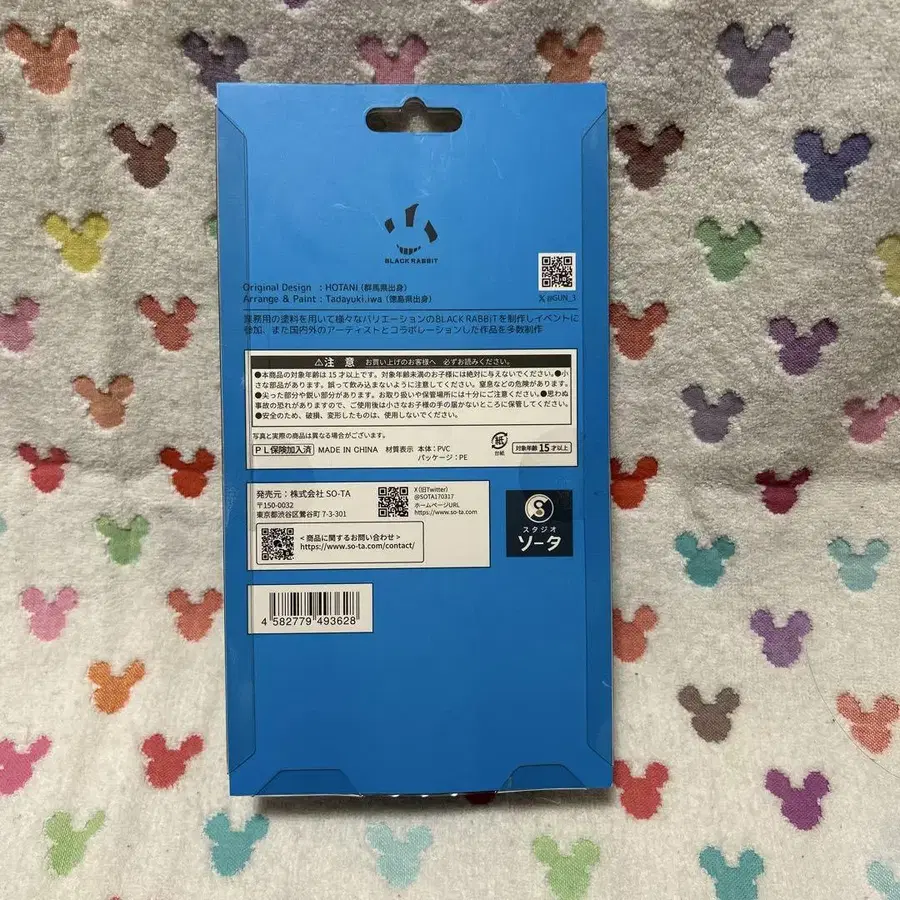 BLACK RABBIT
Original Design : HOTANI (群馬県出身)
Arrange & Paint : Tadayuki.iwa (徳島県出身)
X @GUN_3
業務用の塗料を用いて様々なバリエーションのBLACK RABBITを制作しイベントに
参加、また国内外のアーティストとコラボレーションした作品を多数制作
⚠注 意 お買い上げのお客様へ 必ずお読みください。
●本商品の対象年齢は15才以上です。対象年齢未満のお子様には絶対に与えないでください。●小
さな部品があります。誤って飲み込まないように注意してください。窒息などの危険があります。
●尖った部分や鋭い部分があります。お取り扱いや保管場所には十分にご注意ください。●思わぬ
事故の恐れがありますので、ご使用後は小さなお子様の手の届かないところに保管してください。
●安全のため、破損、変形したものは、使用しないでください。
写真と実際の商品は異なる場合がございます。
PL保険加入済 MADE IN CHINA 材質表示 本体:PVC
パッケージ:PE
紙
台紙
対象年齢15才以上
発売元:株式会社 SO-TA
〒150-0032
東京都渋谷区鶯谷町 7-3-301
X(旧Twitter)
@SOTA170317
ホームページURL
https://www.so-ta.com
<商品に関するお問い合わせ>
https://www.so-ta.com/contact/
スタジオ
ソータ
4 582779 493628